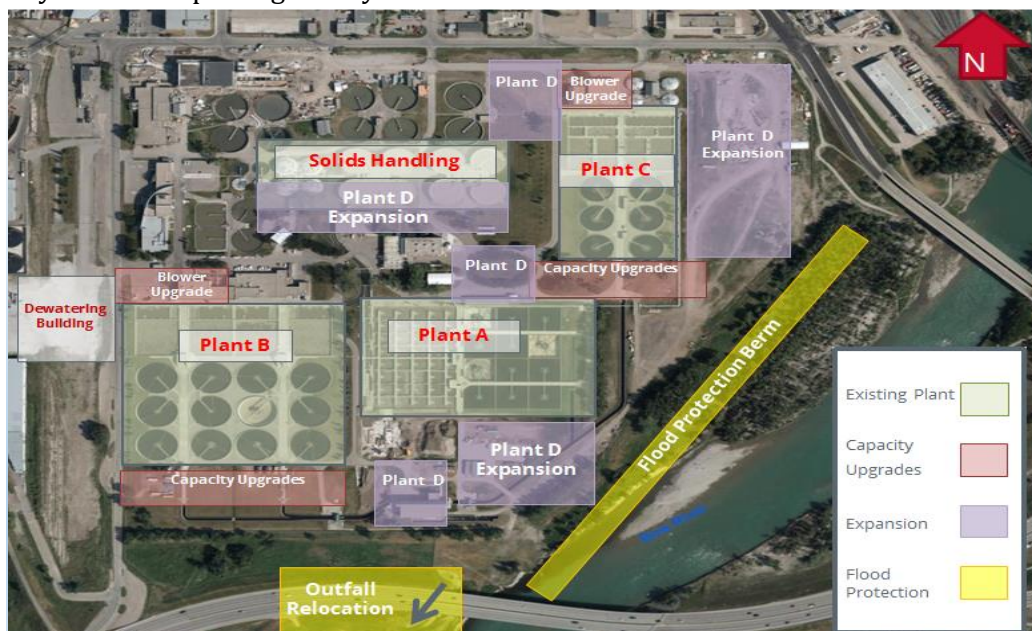 N
Plant D
Blower
Upgrade
Plant D
Expansion
Solids Handling
Plant C
Plant D
Expansion
Plant D
Capacity Upgrades
Blower
Upgrade
Dewatering
Building
Plant B
Plant A
Flood Protection Berm
Plant D
Expansion
Capacity Upgrades
Plant D
Outfall
Relocation
Existing Plant
Capacity
Upgrades
Expansion
Flood
Protection